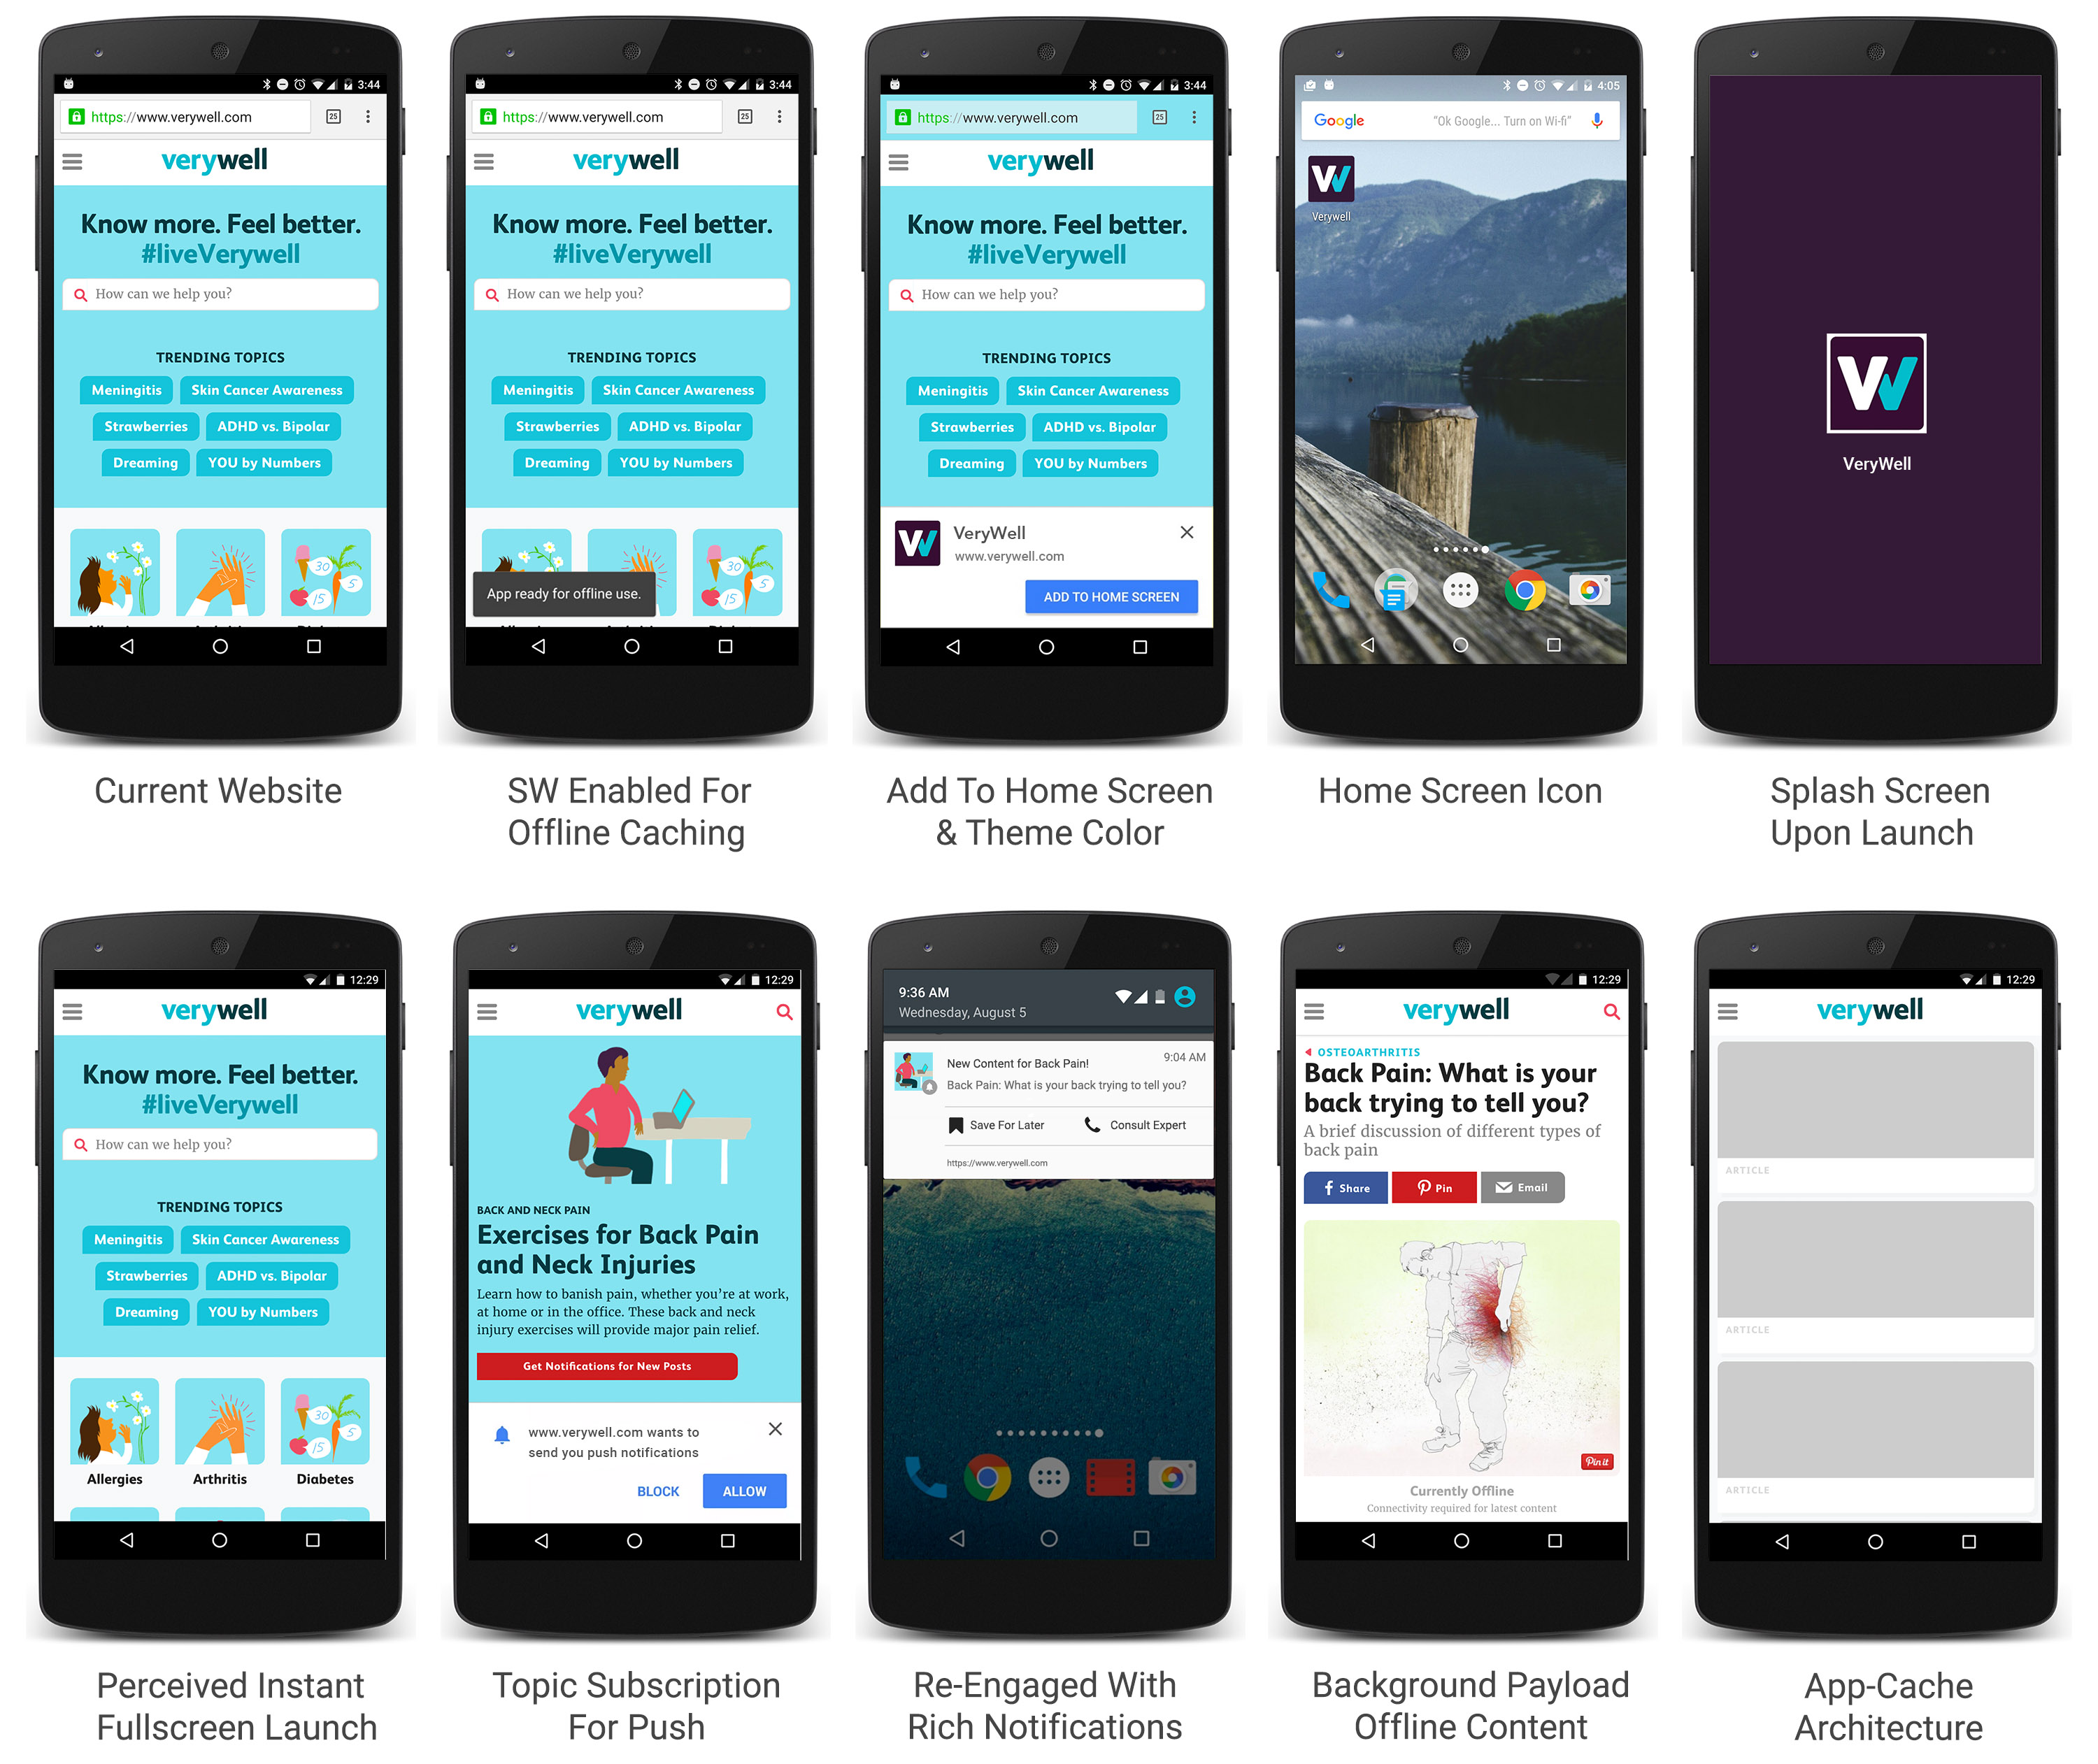 3:44
https://www.verywell.com
25
verywell
Know more. Feel better.
#liveVerywell
How can we help you?
TRENDING TOPICS
Meningitis
Skin Cancer Awareness
Strawberries
ADHD vs. Bipolar
Dreaming
YOU by Numbers
30
5
15
Current Website
3:44
https://www.verywell.com
25
verywell
Know more. Feel better.
#liveVerywell
How can we help you?
TRENDING TOPICS
Meningitis
Skin Cancer Awareness
Strawberries
ADHD vs. Bipolar
Dreaming
YOU by Numbers
30
5
15
App ready for offline use.
SW Enabled For
Offline Caching
3:44
https://www.verywell.com
25
verywell
Know more. Feel better.
#liveVerywell
How can we help you?
TRENDING TOPICS
Meningitis
Skin Cancer Awareness
Strawberries
ADHD vs. Bipolar
Dreaming
YOU by Numbers
VeryWell
www.verywell.com
ADD TO HOME SCREEN
Add To Home Screen
& Theme Color
4:05
Google
“Ok Google... Turn on Wi-fi”
Verywell
Home Screen Icon
VeryWell
Splash Screen
Upon Launch
12:29
verywell
Know more. Feel better.
#liveVerywell
How can we help you?
TRENDING TOPICS
Meningitis
Skin Cancer Awareness
Strawberries
ADHD vs. Bipolar
Dreaming
YOU by Numbers
30
5
15
Allergies
Arthritis
Diabetes
Perceived Instant
Fullscreen Launch
12:29
verywell
BACK AND NECK PAIN
Exercises for Back Pain
and Neck Injuries
Learn how to banish pain, whether you’re at work,
at home or in the office. These back and neck
injury exercises will provide major pain relief.
Get Notifications for New Posts
www.verywell.com wants to
send you push notifications
BLOCK
ALLOW
Topic Subscription
For Push
9:36 AM
Wednesday, August 5
New Content for Back Pain!
9:04 AM
Back Pain: What is your back trying to tell you?
Save For Later
Consult Expert
https://www.verywell.com
Re-Engaged With
Rich Notifications
12:29
verywell
OSTEOARTHRITIS
Back Pain: What is your
back trying to tell you?
A brief discussion of different types of
back pain
Share
Pin
Email
Pin it
Currently Offline
Connectivity required for latest content
Background Payload
Offline Content
12:29
verywell
ARTICLE
ARTICLE
ARTICLE
App-Cache
Architecture